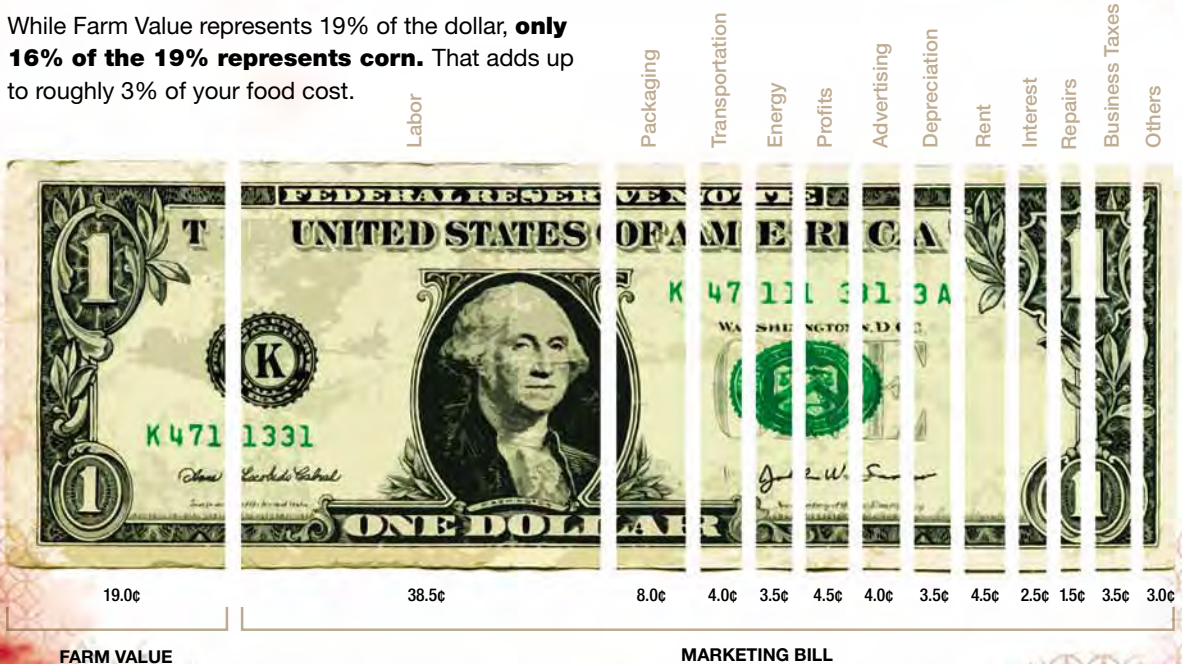 While Farm Value represents 19% of the dollar, only
16% of the 19% represents corn. That adds up
to roughly 3% of your food cost.
Labor
Packaging
Transportation
Energy
Profits
Advertising
Depreciation
Rent
Interest
Repairs
Business Taxes
Others
FEDERAL RESERVE NOTE
T UNITED STATES OF AMERICA
1 1
K 47 111 3313 A
WASHINGTON, D.C.
K
K 471 1331
1 1
ONE DOLLAR
19.0¢ 38.5¢ 8.0¢ 4.0¢ 3.5¢ 4.5¢ 4.0¢ 3.5¢ 4.5¢ 2.5¢ 1.5¢ 3.5¢ 3.0¢
FARM VALUE MARKETING BILL